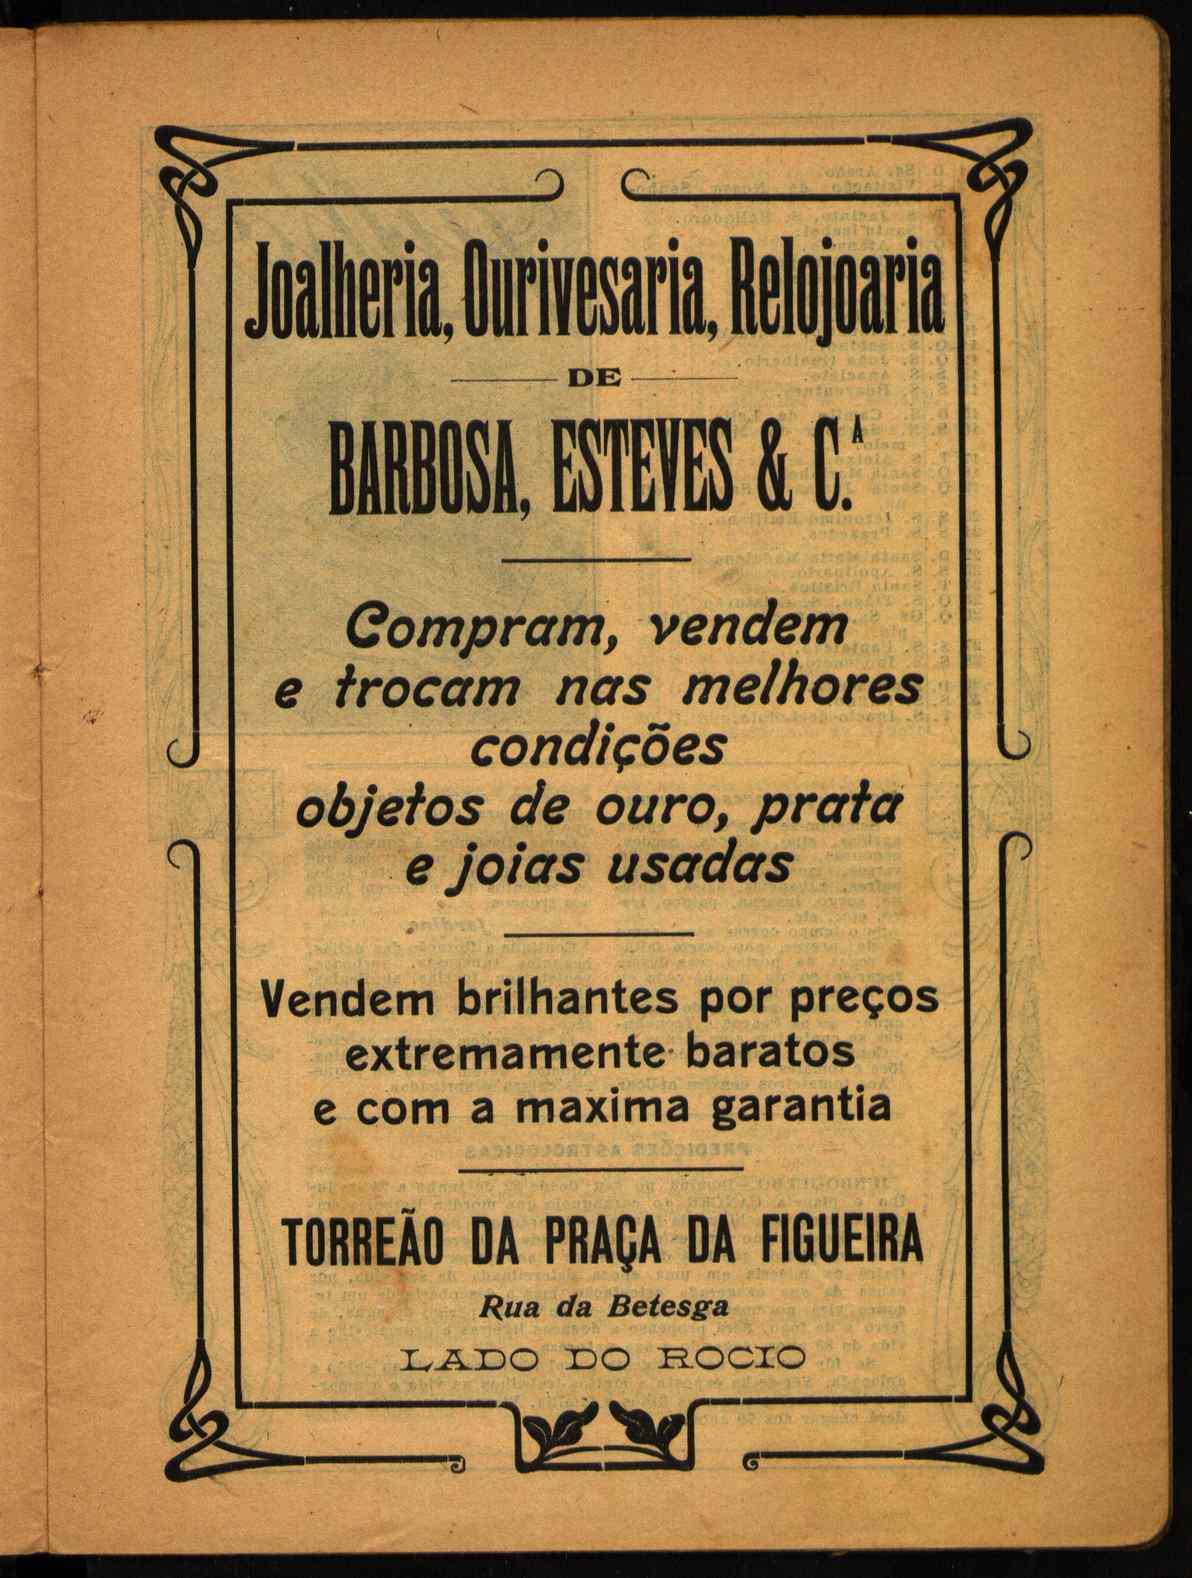 Joalheria, Ourivesaria, Relojoaria
DE
BARBOSA, ESTEVES & C.ª
Compram, vendem
e trocam nas melhores
condições
objetos de ouro, prata
e joias usadas
Vendem brilhantes por preços
extremamente baratos
e com a maxima garantia
TORREÃO DA PRAÇA DA FIGUEIRA
Rua da Betesga
LADO DO ROCIO